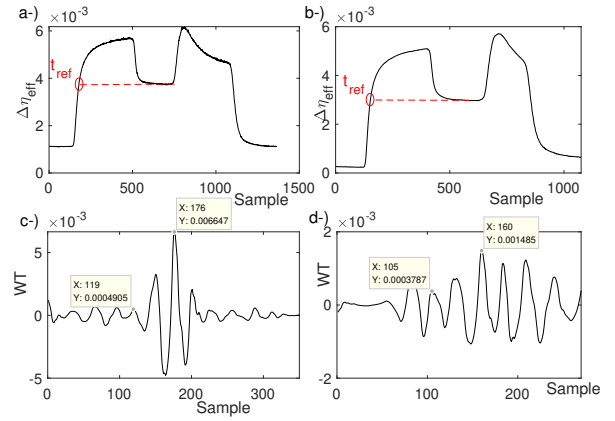 a-)
×10⁻³
6
4
2
0
Δη_eff
t_ref
0
500
1000
1500
Sample
b-)
×10⁻³
6
4
2
0
Δη_eff
t_ref
0
500
1000
Sample
c-)
×10⁻³
5
0
-5
WT
X: 119
Y: 0.0004905
X: 176
Y: 0.006647
0
100
200
300
Sample
d-)
×10⁻³
2
0
-2
WT
X: 105
Y: 0.0003787
X: 160
Y: 0.001485
0
100
200
Sample